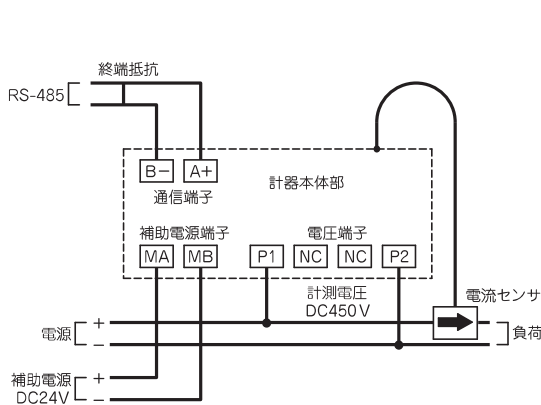 終端抵抗
RS-485
B− A+
計器本体部
通信端子
補助電源端子 電圧端子
MA MB P1 NC NC P2
計測電圧
DC450V
電流センサ
電源 + −
負荷
補助電源
DC24V + −